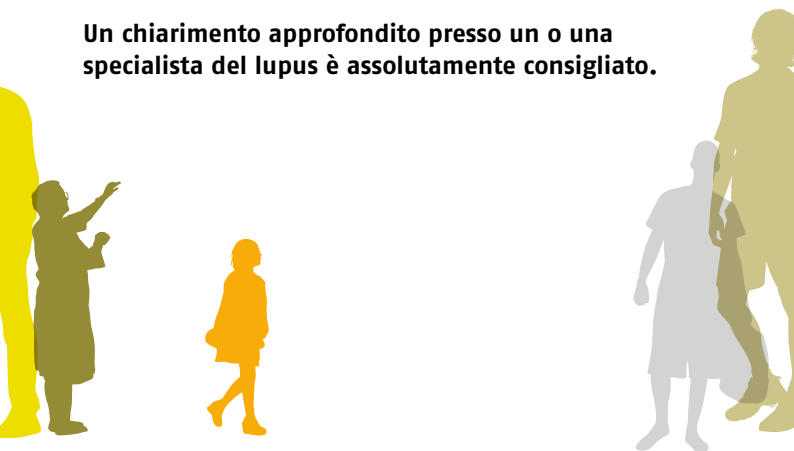 Un chiarimento approfondito presso un o una
specialista del lupus è assolutamente consigliato.